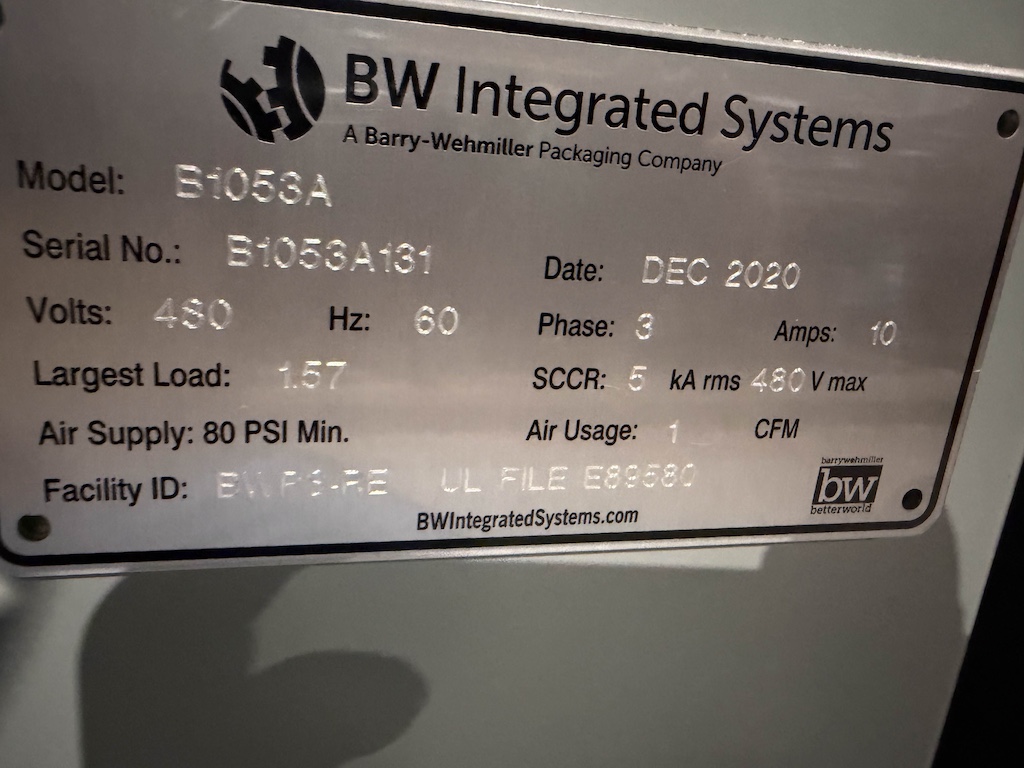 BW Integrated Systems
A Barry-Wehmiller Packaging Company
Model: B1053A
Serial No.: B1053A131 Date: DEC 2020
Volts: 480 Hz: 60 Phase: 3 Amps: 10
Largest Load: 1.57 SCCR: 5 kA rms 480 V max
Air Supply: 80 PSI Min. Air Usage: 1 CFM
Facility ID: UL FILE E89580
BWIntegratedSystems.com
barrywehmiller
bw
betterworld